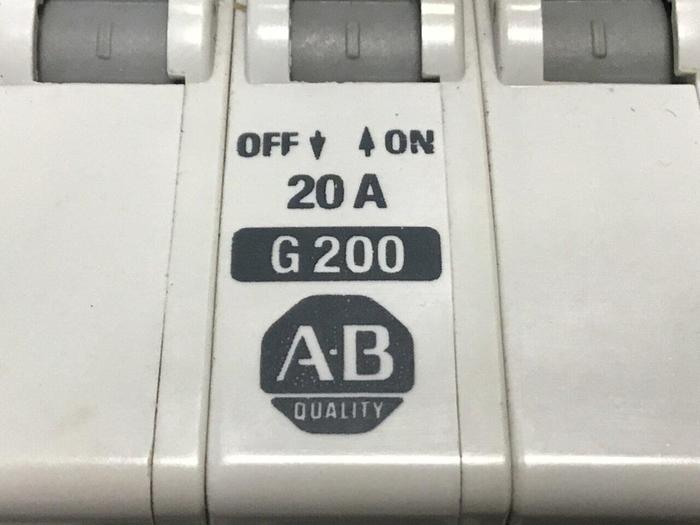 OFF ON
20 A
G 200
A·B
QUALITY